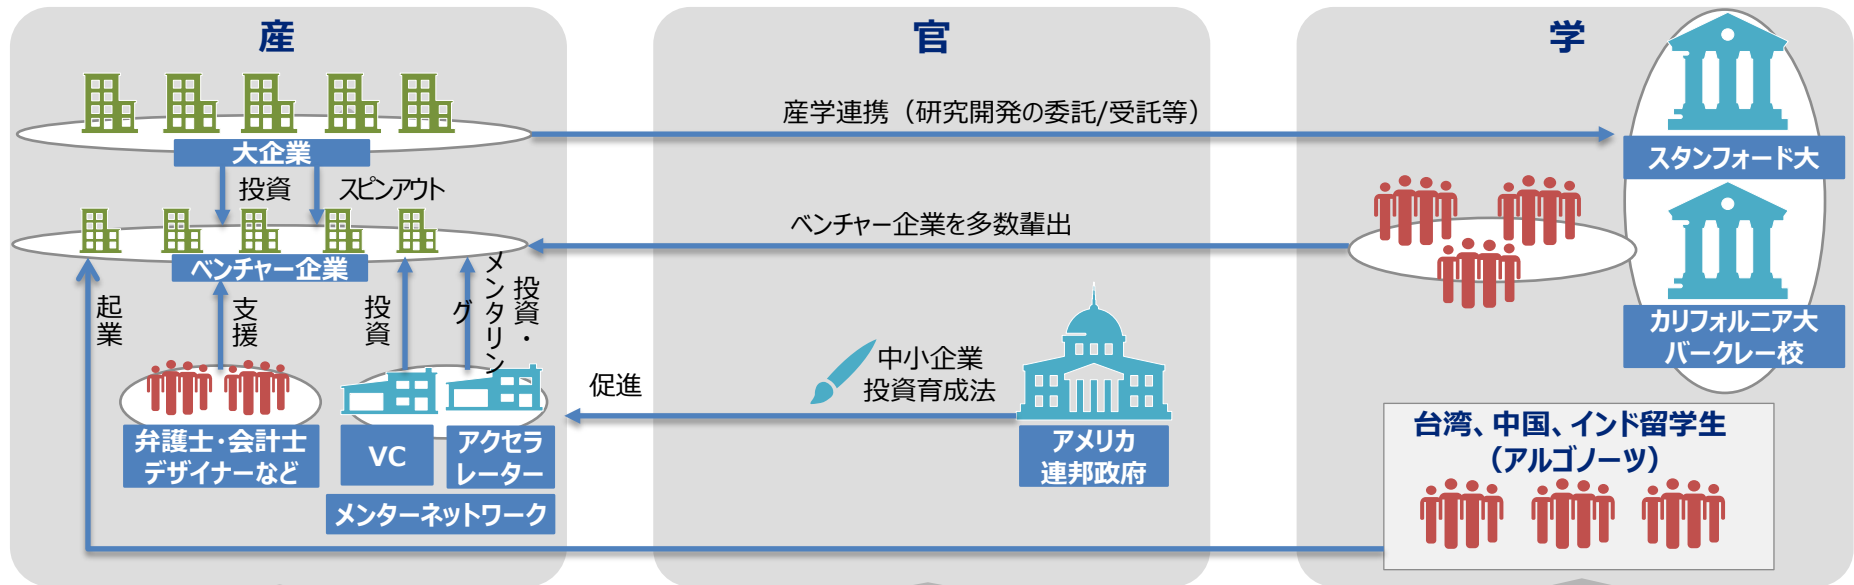 産
官
学
大企業
投資
スピンアウト
産学連携（研究開発の委託/受託等）
スタンフォード大
ベンチャー企業
ベンチャー企業を多数輩出
カリフォルニア大
バークレー校
起業
支援
投資
投資・
メンタリン
グ
弁護士・会計士
デザイナーなど
VC
アクセラ
レーター
メンターネットワーク
促進
中小企業
投資育成法
アメリカ
連邦政府
台湾、中国、インド留学生
（アルゴノーツ）